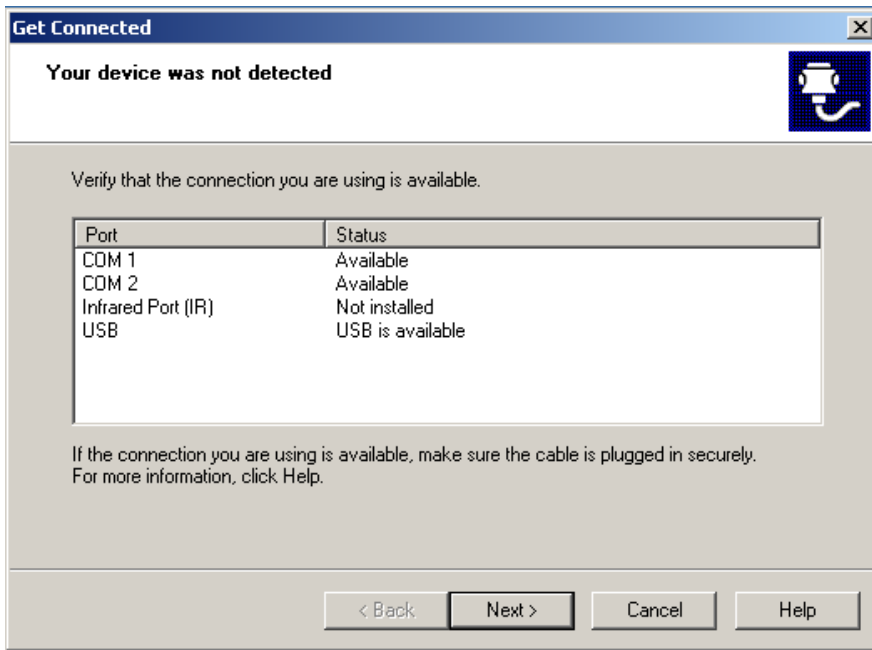 Get Connected
Your device was not detected
Verify that the connection you are using is available.
Port Status
COM 1 Available
COM 2 Available
Infrared Port (IR) Not installed
USB USB is available
If the connection you are using is available, make sure the cable is plugged in securely.
For more information, click Help.
< Back Next > Cancel Help